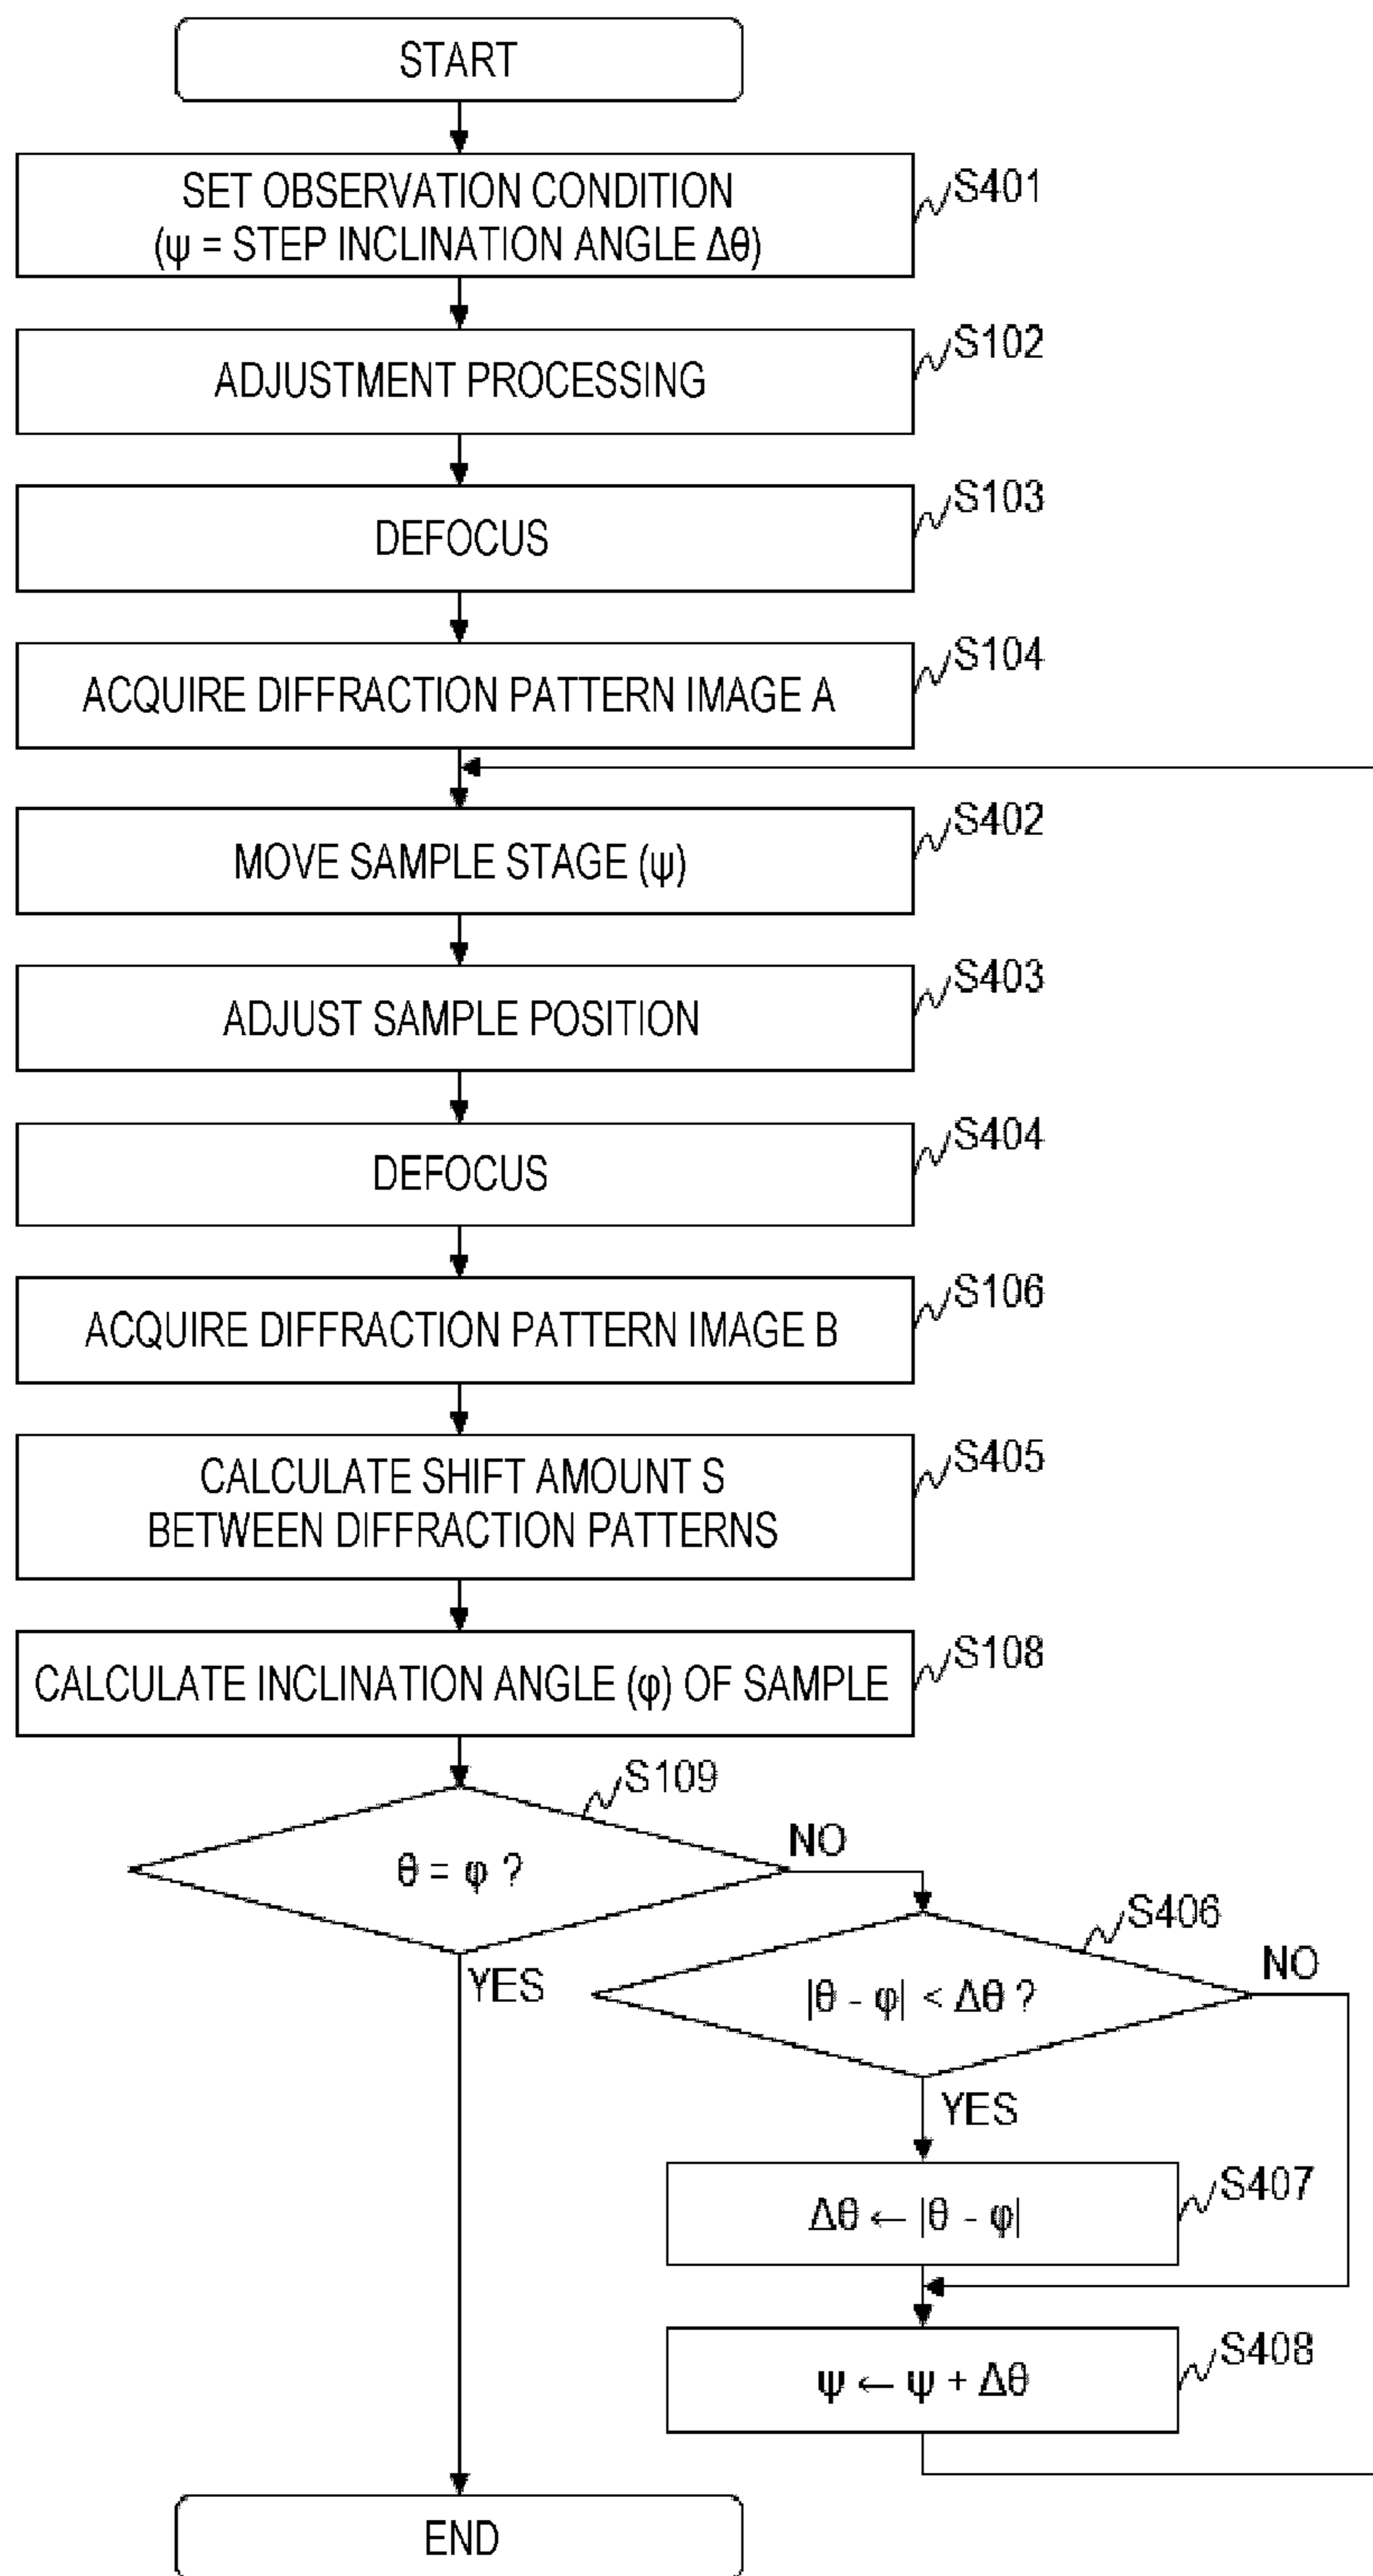 START
SET OBSERVATION CONDITION
(ψ = STEP INCLINATION ANGLE Δθ)
S401
ADJUSTMENT PROCESSING
S102
DEFOCUS
S103
ACQUIRE DIFFRACTION PATTERN IMAGE A
S104
MOVE SAMPLE STAGE (ψ)
S402
ADJUST SAMPLE POSITION
S403
DEFOCUS
S404
ACQUIRE DIFFRACTION PATTERN IMAGE B
S106
CALCULATE SHIFT AMOUNT S
BETWEEN DIFFRACTION PATTERNS
S405
CALCULATE INCLINATION ANGLE (φ) OF SAMPLE
S108
S109
θ = φ ?
NO
YES
S406
|θ - φ| < Δθ ?
NO
YES
S407
Δθ ← |θ - φ|
S408
ψ ← ψ + Δθ
END